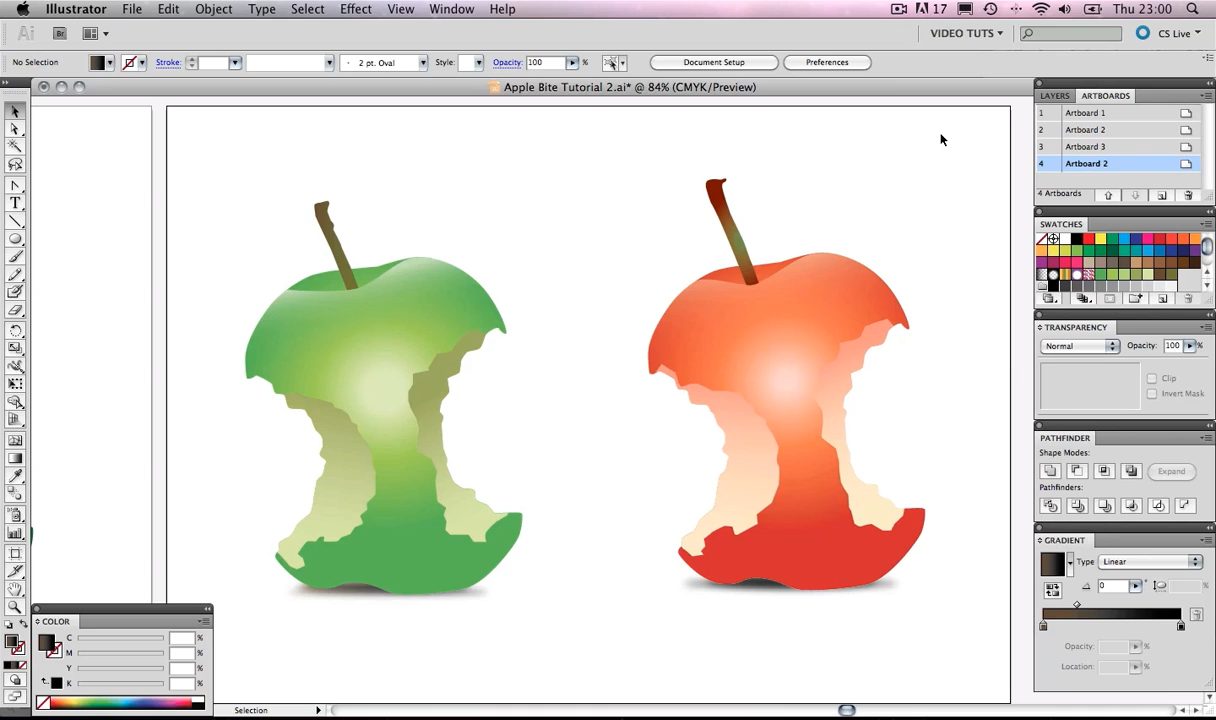 Illustrator File Edit Object Type Select Effect View Window Help 17 Thu 23:00
Ai Br VIDEO TUTS CS Live
No Selection Stroke: 2 pt. Oval Style: Opacity: 100 % Document Setup Preferences
Apple Bite Tutorial 2.ai* @ 84% (CMYK/Preview)
LAYERS ARTBOARDS
1 Artboard 1
2 Artboard 2
3 Artboard 3
4 Artboard 2
4 Artboards
SWATCHES
TRANSPARENCY
Normal Opacity: 100 %
Clip
Invert Mask
PATHFINDER
Shape Modes:
Expand
Pathfinders:
GRADIENT
Type Linear
0 ° %
Opacity: %
Location: %
COLOR
C %
M %
Y %
K %
Selection